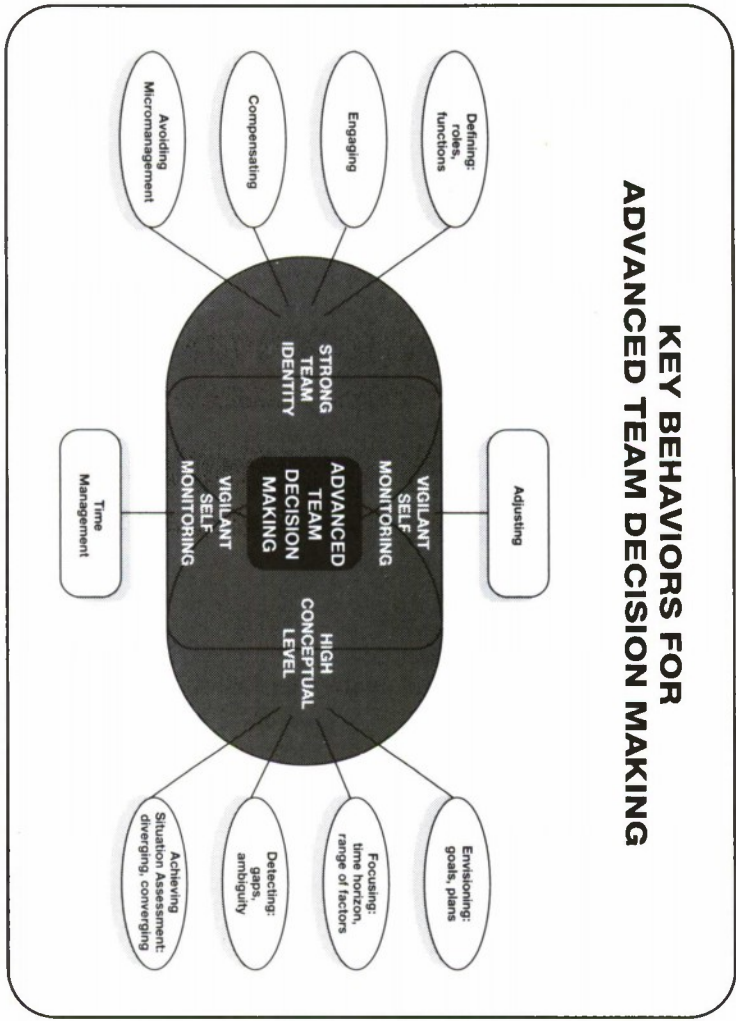 KEY BEHAVIORS FOR
ADVANCED TEAM DECISION MAKING
Defining:
roles,
functions
Engaging
Compensating
Avoiding
Micromanagement
Adjusting
STRONG
TEAM
IDENTITY
VIGILANT
SELF
MONITORING
ADVANCED
TEAM
DECISION
MAKING
VIGILANT
SELF
MONITORING
HIGH
CONCEPTUAL
LEVEL
Time
Management
Envisioning:
goals, plans
Focusing:
time horizon,
range of factors
Detecting:
gaps,
ambiguity
Achieving
Situation Assessment:
diverging, converging